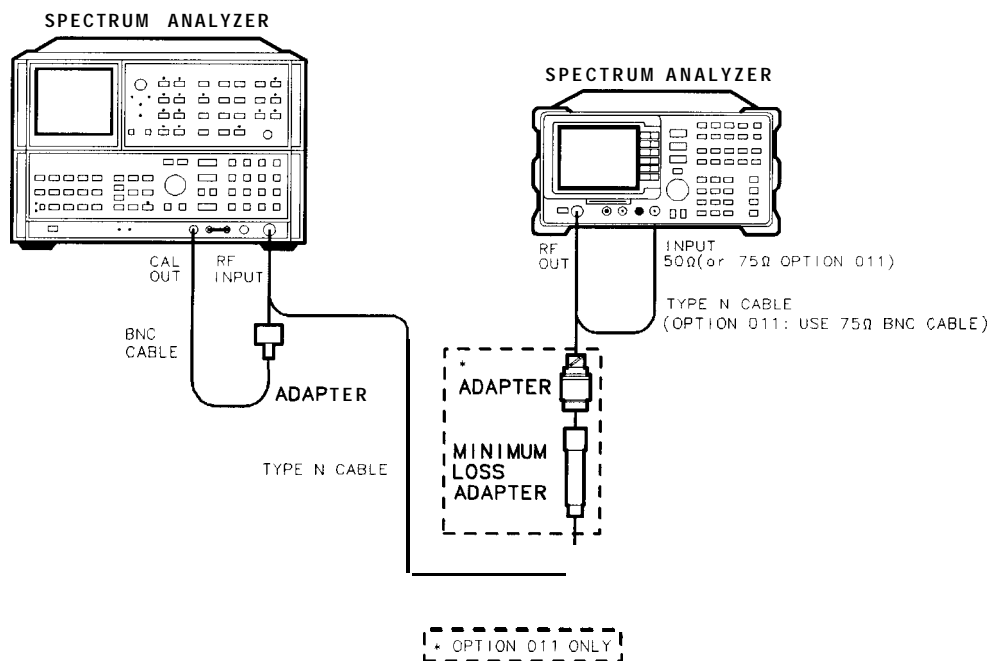 SPECTRUM ANALYZER
SPECTRUM ANALYZER
CAL
OUT
RF
INPUT
RF
OUT
INPUT
50Ω(or 75Ω OPTION 011)
BNC
CABLE
TYPE N CABLE
(OPTION 011: USE 75Ω BNC CABLE)
ADAPTER
*
ADAPTER
MINIMUM
LOSS
ADAPTER
TYPE N CABLE
* OPTION 011 ONLY